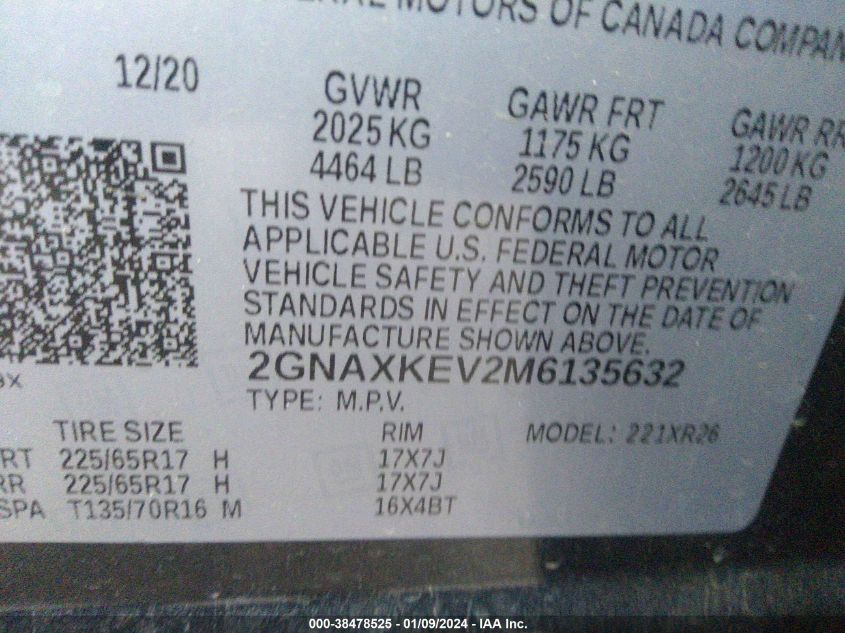 MOTORS OF CANADA COMPAN
12/20 GVWR GAWR FRT GAWR RR
2025 KG 1175 KG 1200 KG
4464 LB 2590 LB 2645 LB
THIS VEHICLE CONFORMS TO ALL
APPLICABLE U.S. FEDERAL MOTOR
VEHICLE SAFETY AND THEFT PREVENTION
STANDARDS IN EFFECT ON THE DATE OF
MANUFACTURE SHOWN ABOVE.
2GNAXKEV2M6135632
TYPE: M.P.V.
TIRE SIZE RIM MODEL: 221XR26
RT 225/65R17 H 17X7J
RR 225/65R17 H 17X7J
SPA T135/70R16 M 16X4BT
000-38478525 - 01/09/2024 - IAA Inc.